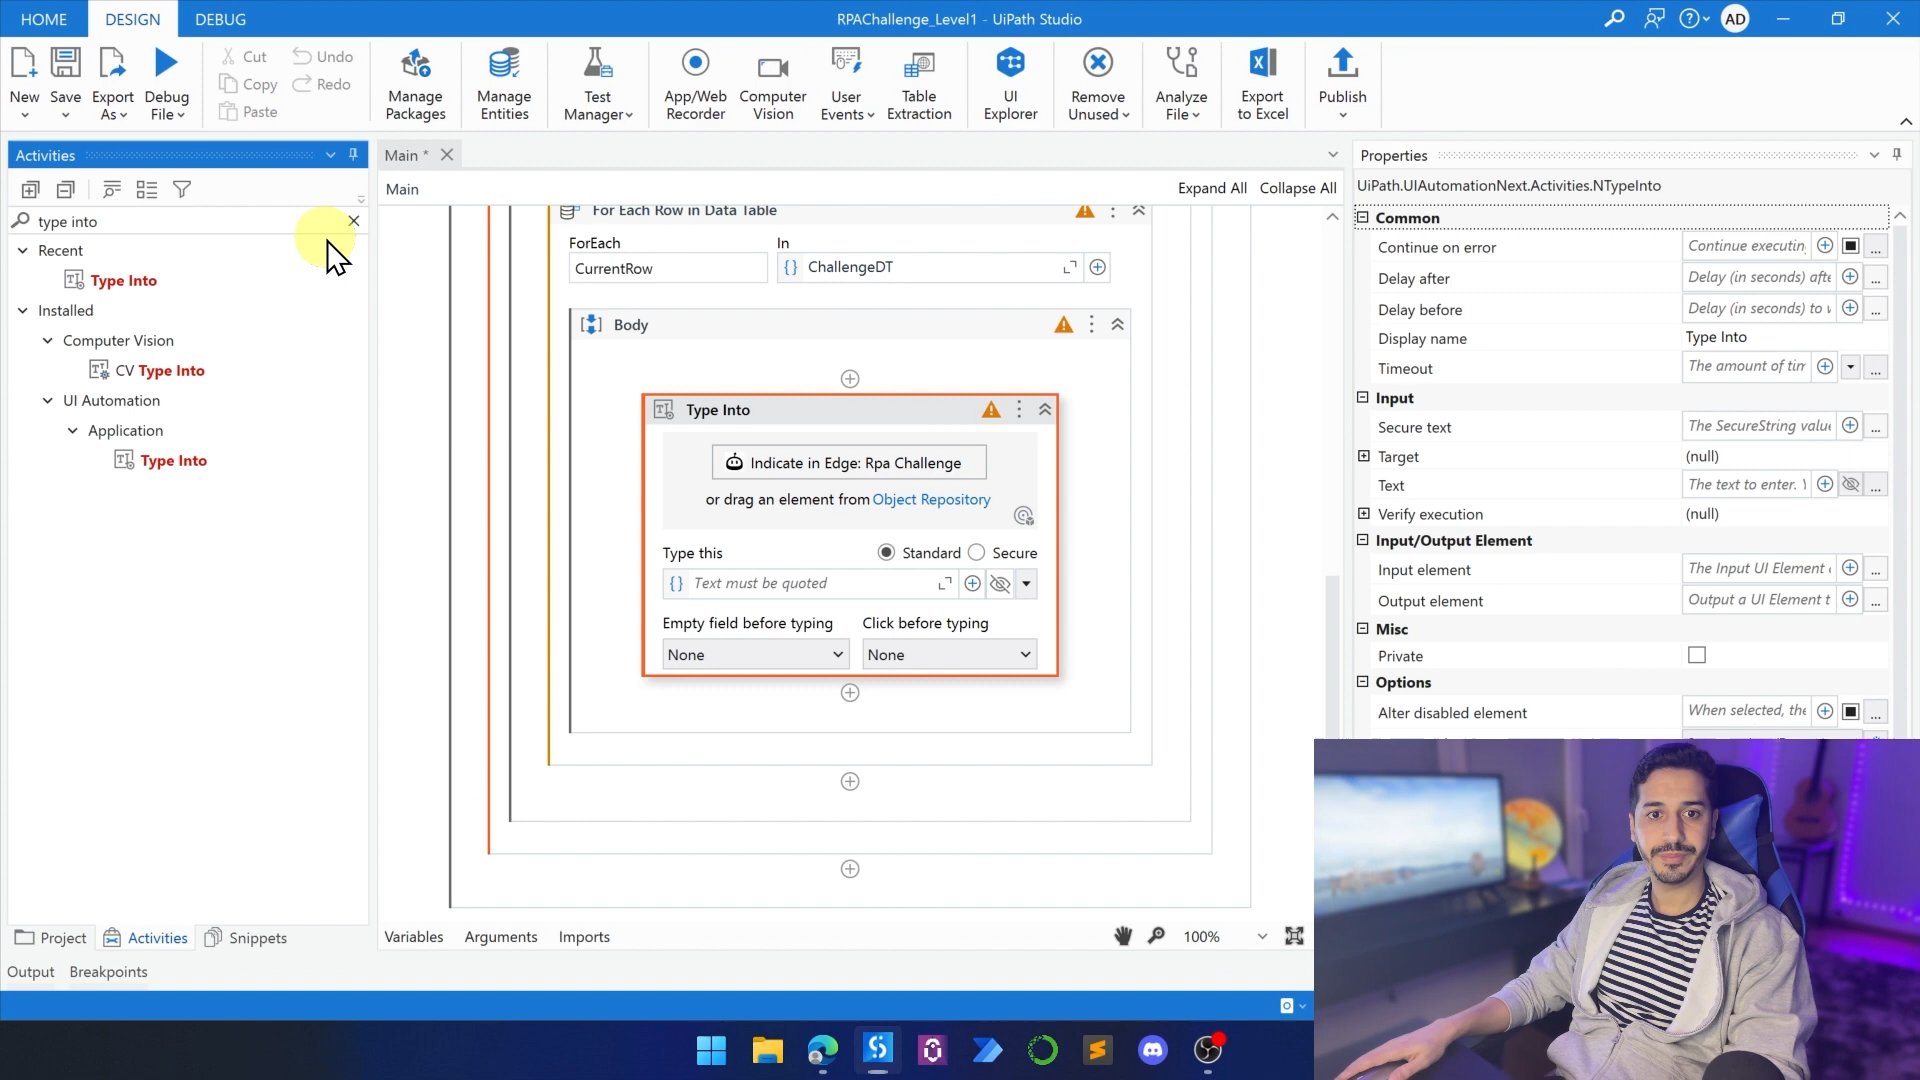 HOME DESIGN DEBUG
RPAChallenge_Level1 - UiPath Studio
AD
New
Save
Export As
Debug File
Cut
Copy
Paste
Undo
Redo
Manage Packages
Manage Entities
Test Manager
App/Web Recorder
Computer Vision
User Events
Table Extraction
UI Explorer
Remove Unused
Analyze File
Export to Excel
Publish
Activities
type into
Recent
Type Into
Installed
Computer Vision
CV Type Into
UI Automation
Application
Type Into
Project Activities Snippets
Output Breakpoints
Main *
Main
Expand All Collapse All
For Each Row in Data Table
ForEach In
CurrentRow ChallengeDT
Body
Type Into
Indicate in Edge: Rpa Challenge
or drag an element from Object Repository
Type this Standard Secure
Text must be quoted
Empty field before typing Click before typing
None None
Variables Arguments Imports 100%
Properties
UiPath.UIAutomationNext.Activities.NTypeInto
Common
Continue on error Continue executin
Delay after Delay (in seconds) afte
Delay before Delay (in seconds) to v
Display name Type Into
Timeout The amount of tim
Input
Secure text The SecureString value
Target (null)
Text The text to enter. Y
Verify execution (null)
Input/Output Element
Input element The Input UI Element
Output element Output a UI Element t
Misc
Private
Options
Alter disabled element When selected, the